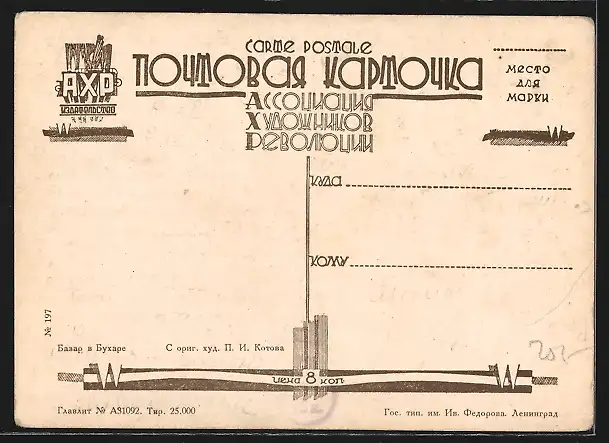 CARTE POSTALE
ПОЧТОВАЯ КАРТОЧКА
АХР
ИЗДАТЕЛЬСТВО
АССОЦИАЦИЯ
ХУДОЖНИКОВ
РЕВОЛЮЦИИ
МЕСТО
ДЛЯ
МАРКИ
КУДА
КОМУ
№ 197
Базар в Бухаре С ориг. худ. П. И. Котова
ЦЕНА 8 КОП.
Главлит № А31092. Тир. 25.000 Гос. тип. им. Ив. Федорова. Ленинград